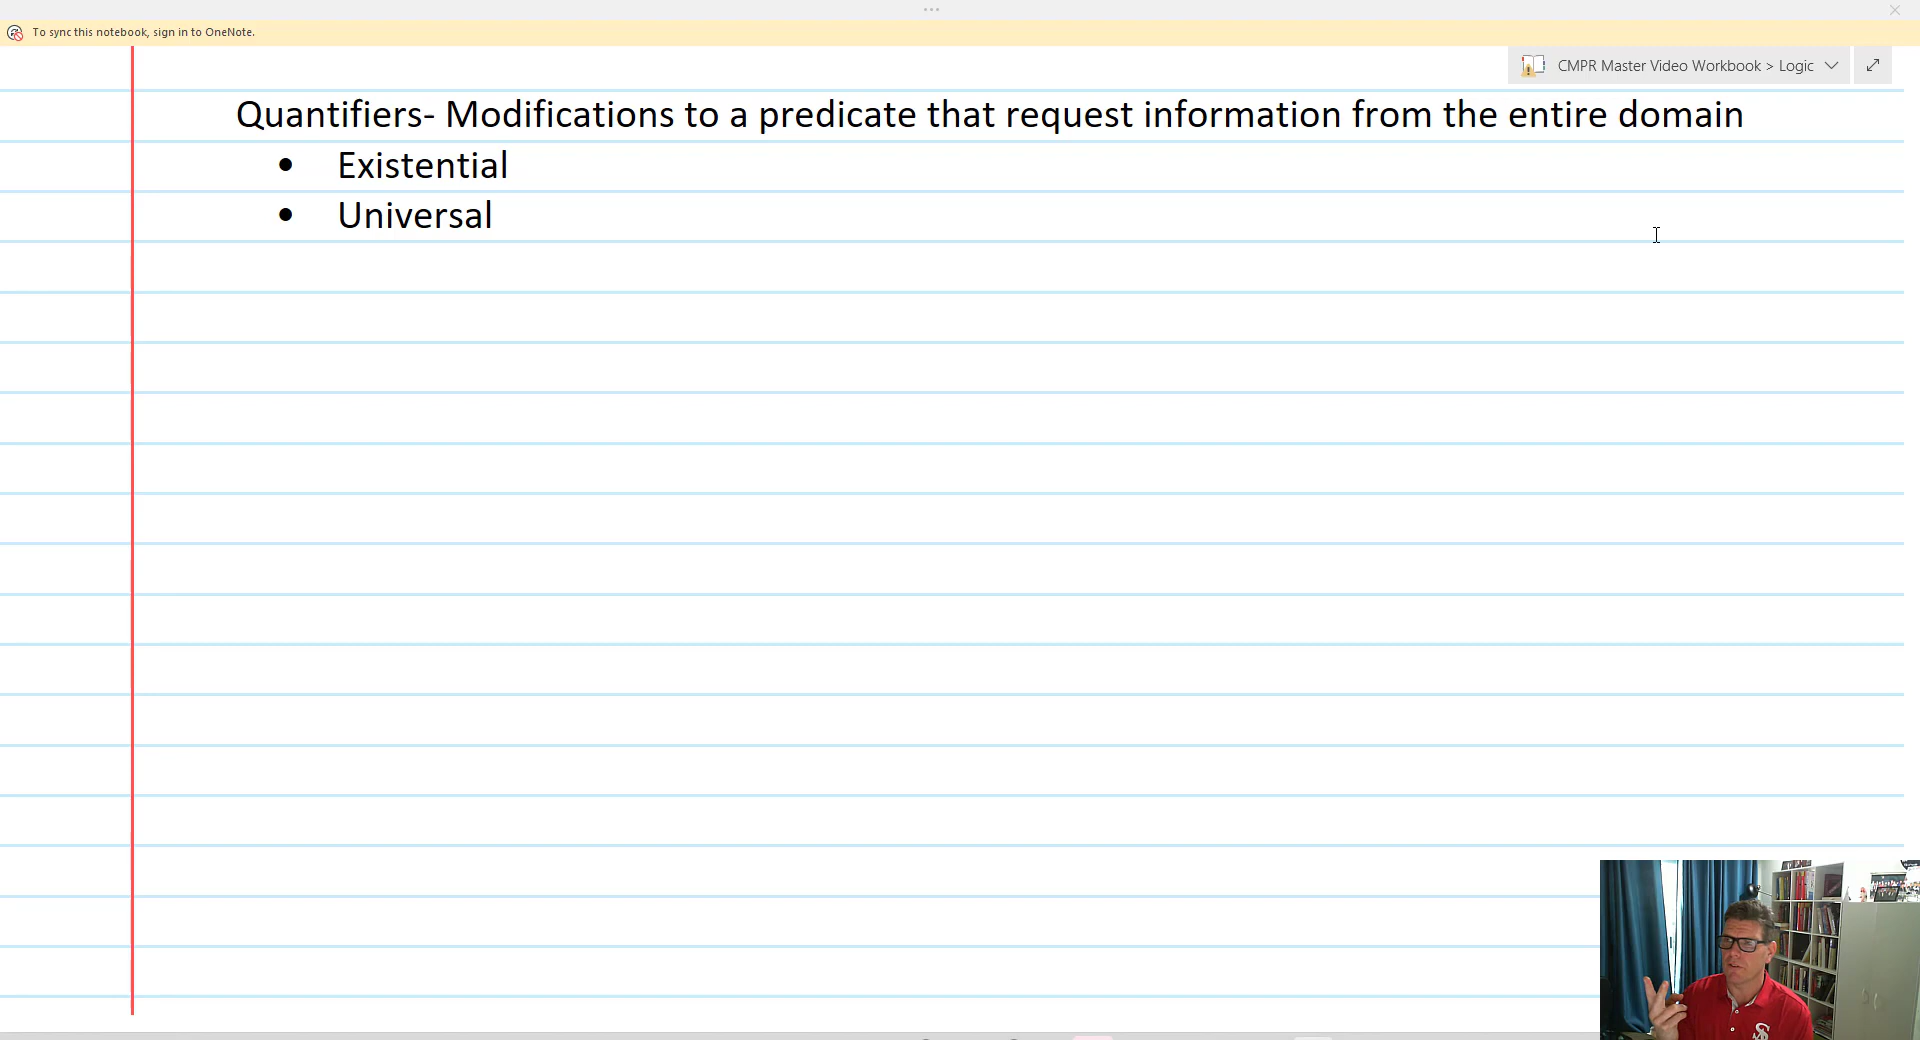 To sync this notebook, sign in to OneNote.
CMPR Master Video Workbook > Logic
Quantifiers- Modifications to a predicate that request information from the entire domain
• Existential
• Universal